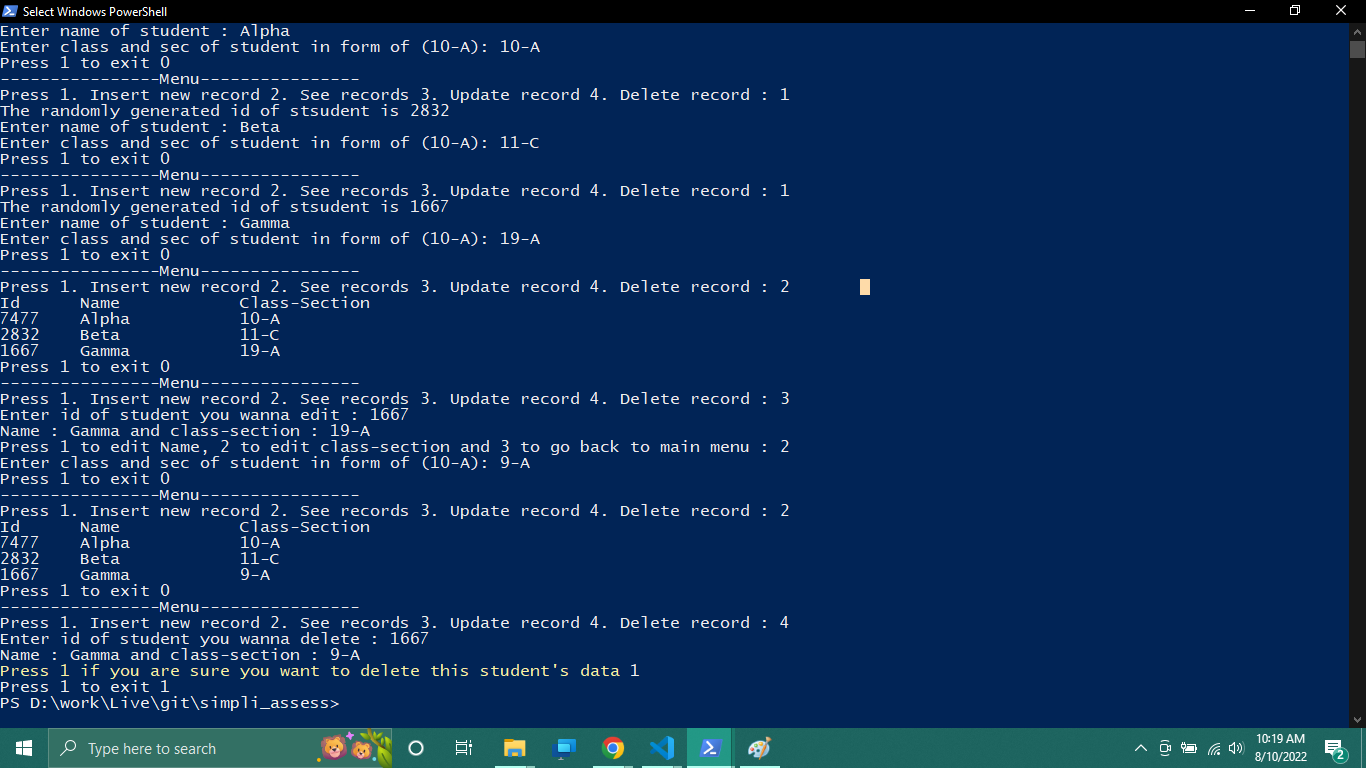 Select Windows PowerShell
Enter name of student : Alpha
Enter class and sec of student in form of (10-A): 10-A
Press 1 to exit 0
----------------Menu----------------
Press 1. Insert new record 2. See records 3. Update record 4. Delete record : 1
The randomly generated id of stsudent is 2832
Enter name of student : Beta
Enter class and sec of student in form of (10-A): 11-C
Press 1 to exit 0
----------------Menu----------------
Press 1. Insert new record 2. See records 3. Update record 4. Delete record : 1
The randomly generated id of stsudent is 1667
Enter name of student : Gamma
Enter class and sec of student in form of (10-A): 19-A
Press 1 to exit 0
----------------Menu----------------
Press 1. Insert new record 2. See records 3. Update record 4. Delete record : 2
Id      Name            Class-Section
7477    Alpha           10-A
2832    Beta            11-C
1667    Gamma           19-A
Press 1 to exit 0
----------------Menu----------------
Press 1. Insert new record 2. See records 3. Update record 4. Delete record : 3
Enter id of student you wanna edit : 1667
Name : Gamma and class-section : 19-A
Press 1 to edit Name, 2 to edit class-section and 3 to go back to main menu : 2
Enter class and sec of student in form of (10-A): 9-A
Press 1 to exit 0
----------------Menu----------------
Press 1. Insert new record 2. See records 3. Update record 4. Delete record : 2
Id      Name            Class-Section
7477    Alpha           10-A
2832    Beta            11-C
1667    Gamma           9-A
Press 1 to exit 0
----------------Menu----------------
Press 1. Insert new record 2. See records 3. Update record 4. Delete record : 4
Enter id of student you wanna delete : 1667
Name : Gamma and class-section : 9-A
Press 1 if you are sure you want to delete this student's data 1
Press 1 to exit 1
PS D:\work\Live\git\simpli_assess>
Type here to search
10:19 AM
8/10/2022
2